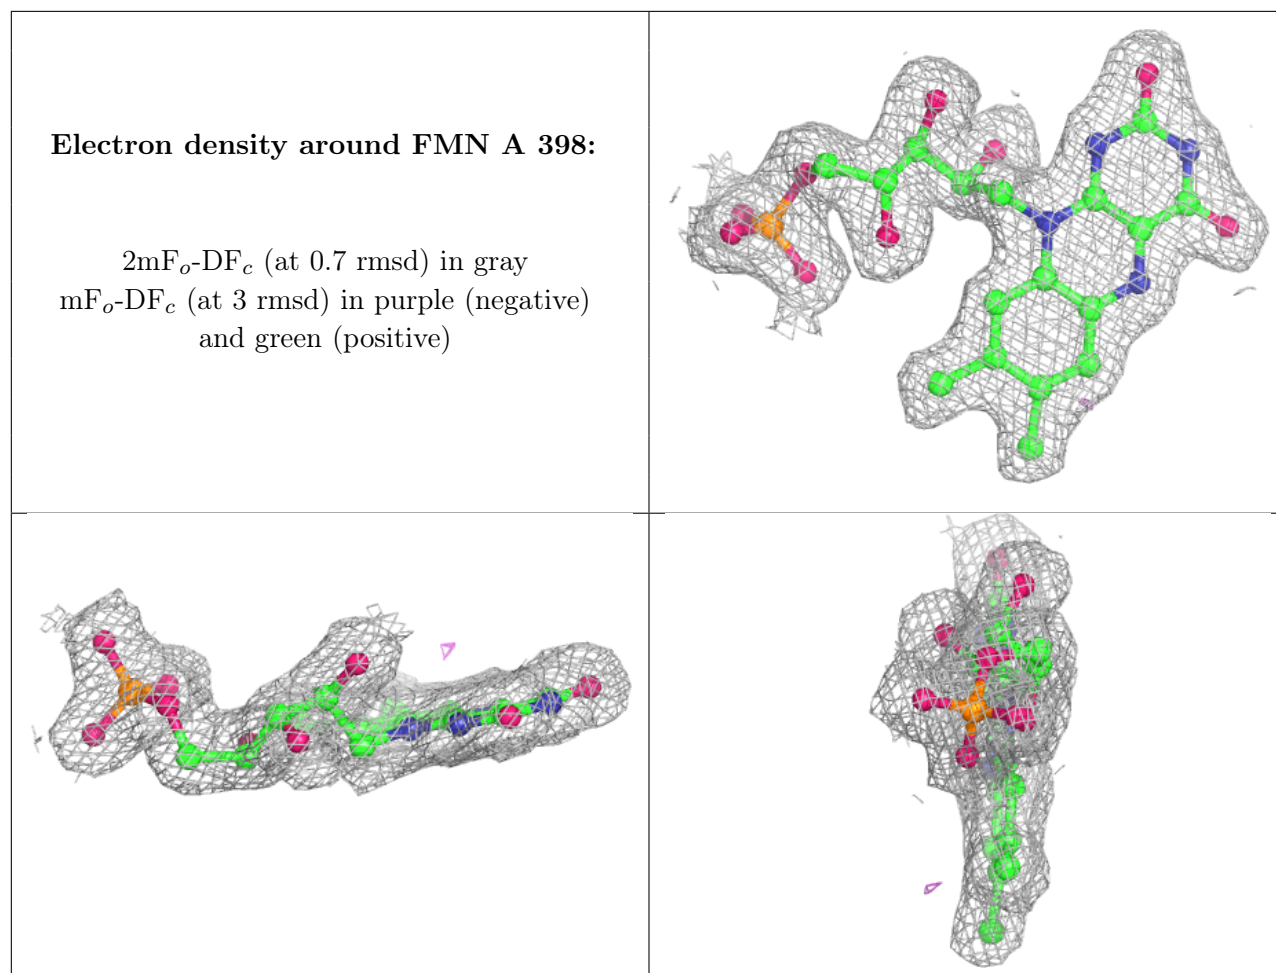 Electron density around FMN A 398:
2mFo-DFc (at 0.7 rmsd) in gray
mFo-DFc (at 3 rmsd) in purple (negative)
and green (positive)